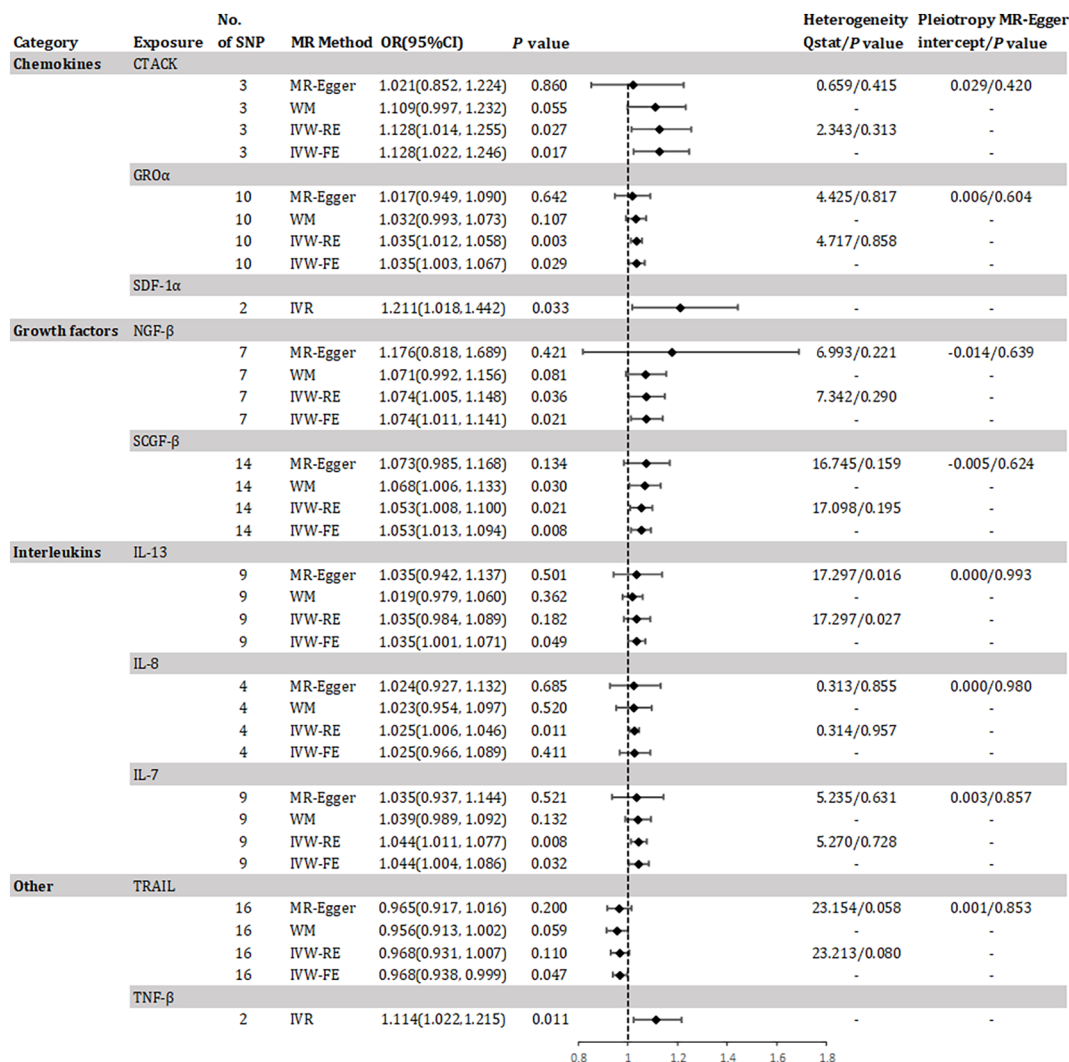 No. Heterogeneity Pleiotropy MR-Egger
Category Exposure of SNP MR Method OR(95%CI) P value Qstat/P value intercept/P value
Chemokines CTACK
3 MR-Egger 1.021(0.852, 1.224) 0.860 0.659/0.415 0.029/0.420
3 WM 1.109(0.997, 1.232) 0.055 - -
3 IVW-RE 1.128(1.014, 1.255) 0.027 2.343/0.313 -
3 IVW-FE 1.128(1.022, 1.246) 0.017 - -
GROα
10 MR-Egger 1.017(0.949, 1.090) 0.642 4.425/0.817 0.006/0.604
10 WM 1.032(0.993, 1.073) 0.107 - -
10 IVW-RE 1.035(1.012, 1.058) 0.003 4.717/0.858 -
10 IVW-FE 1.035(1.003, 1.067) 0.029 - -
SDF-1α
2 IVR 1.211(1.018,1.442) 0.033 - -
Growth factors NGF-β
7 MR-Egger 1.176(0.818, 1.689) 0.421 6.993/0.221 -0.014/0.639
7 WM 1.071(0.992, 1.156) 0.081 - -
7 IVW-RE 1.074(1.005, 1.148) 0.036 7.342/0.290 -
7 IVW-FE 1.074(1.011, 1.141) 0.021 - -
SCGF-β
14 MR-Egger 1.073(0.985, 1.168) 0.134 16.745/0.159 -0.005/0.624
14 WM 1.068(1.006, 1.133) 0.030 - -
14 IVW-RE 1.053(1.008, 1.100) 0.021 17.098/0.195 -
14 IVW-FE 1.053(1.013, 1.094) 0.008 - -
Interleukins IL-13
9 MR-Egger 1.035(0.942, 1.137) 0.501 17.297/0.016 0.000/0.993
9 WM 1.019(0.979, 1.060) 0.362 - -
9 IVW-RE 1.035(0.984, 1.089) 0.182 17.297/0.027 -
9 IVW-FE 1.035(1.001, 1.071) 0.049 - -
IL-8
4 MR-Egger 1.024(0.927, 1.132) 0.685 0.313/0.855 0.000/0.980
4 WM 1.023(0.954, 1.097) 0.520 - -
4 IVW-RE 1.025(1.006, 1.046) 0.011 0.314/0.957 -
4 IVW-FE 1.025(0.966, 1.089) 0.411 - -
IL-7
9 MR-Egger 1.035(0.937, 1.144) 0.521 5.235/0.631 0.003/0.857
9 WM 1.039(0.989, 1.092) 0.132 - -
9 IVW-RE 1.044(1.011, 1.077) 0.008 5.270/0.728 -
9 IVW-FE 1.044(1.004, 1.086) 0.032 - -
Other TRAIL
16 MR-Egger 0.965(0.917, 1.016) 0.200 23.154/0.058 0.001/0.853
16 WM 0.956(0.913, 1.002) 0.059 - -
16 IVW-RE 0.968(0.931, 1.007) 0.110 23.213/0.080 -
16 IVW-FE 0.968(0.938, 0.999) 0.047 - -
TNF-β
2 IVR 1.114(1.022,1.215) 0.011 - -
0.8 1 1.2 1.4 1.6 1.8